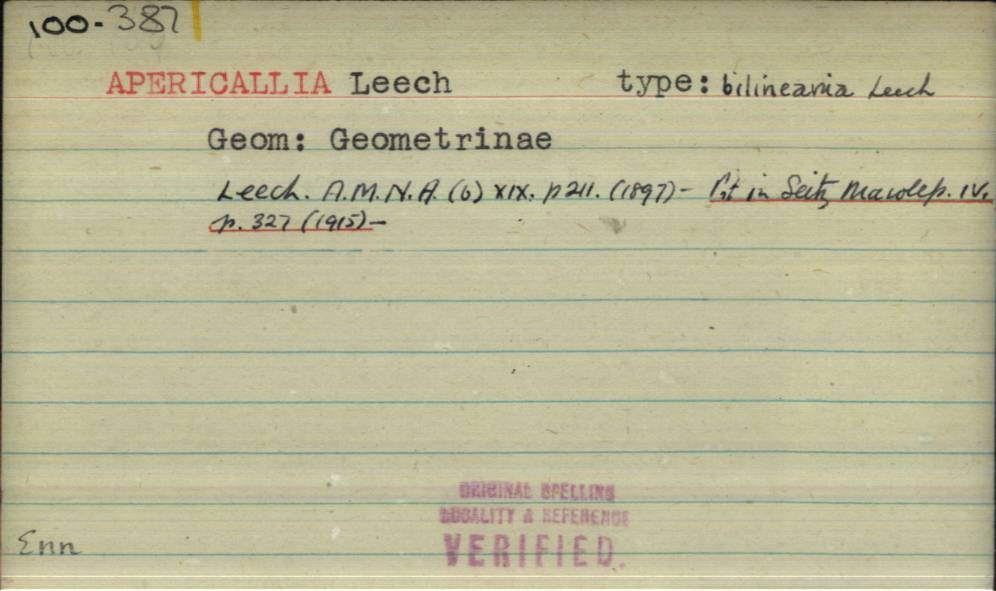 100-387
APERICALLIA Leech type: bilinearia Leech
Geom: Geometrinae
Leech. A.M.N.H. (6) XIX. p 211. (1897) - Prt in Seitz Macrolep. IV.
p. 327 (1915) -
ORIGINAL SPELLING
LOCALITY & REFERENCE
VERIFIED.
Enn